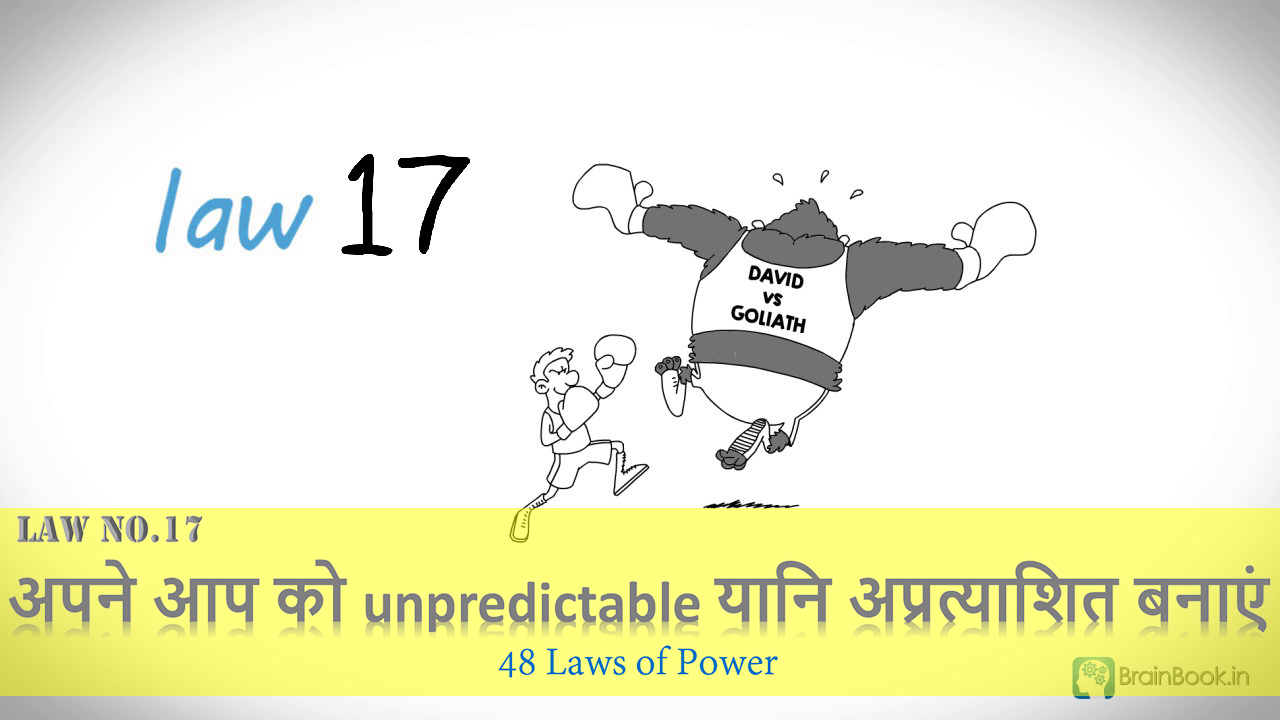 law 17
DAVID
vs
GOLIATH
LAW NO.17
अपने आप को unpredictable यानि अप्रत्याशित बनाएं
48 Laws of Power
BrainBook.in